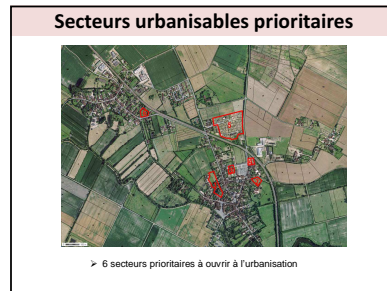 Secteurs urbanisables prioritaires
➢ 6 secteurs prioritaires à ouvrir à l'urbanisation